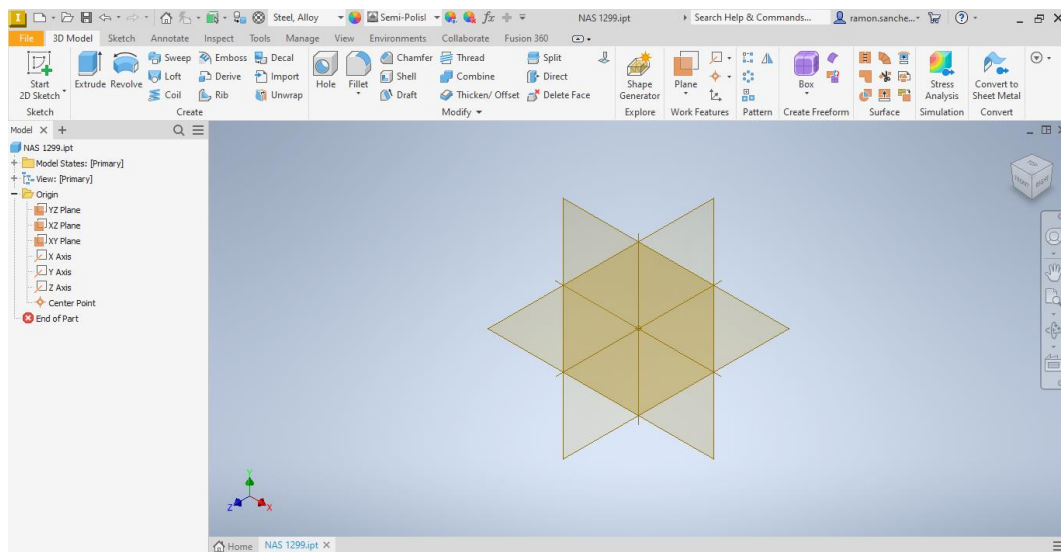 I Steel, Alloy Semi-Polisl fx NAS 1299.ipt Search Help & Commands... ramon.sanche...
File 3D Model Sketch Annotate Inspect Tools Manage View Environments Collaborate Fusion 360
Start 2D Sketch
Extrude Revolve
Sweep Emboss Decal
Loft Derive Import
Coil Rib Unwrap
Hole Fillet
Chamfer Thread Split
Shell Combine Direct
Draft Thicken/ Offset Delete Face
Shape Generator
Plane
Box
Stress Analysis
Convert to Sheet Metal
Sketch Create Modify Explore Work Features Pattern Create Freeform Surface Simulation Convert
Model × +
NAS 1299.ipt
Model States: [Primary]
View: [Primary]
Origin
YZ Plane
XZ Plane
XY Plane
X Axis
Y Axis
Z Axis
Center Point
End of Part
TOP
FRONT RIGHT
Y
Z X
Home NAS 1299.ipt ×